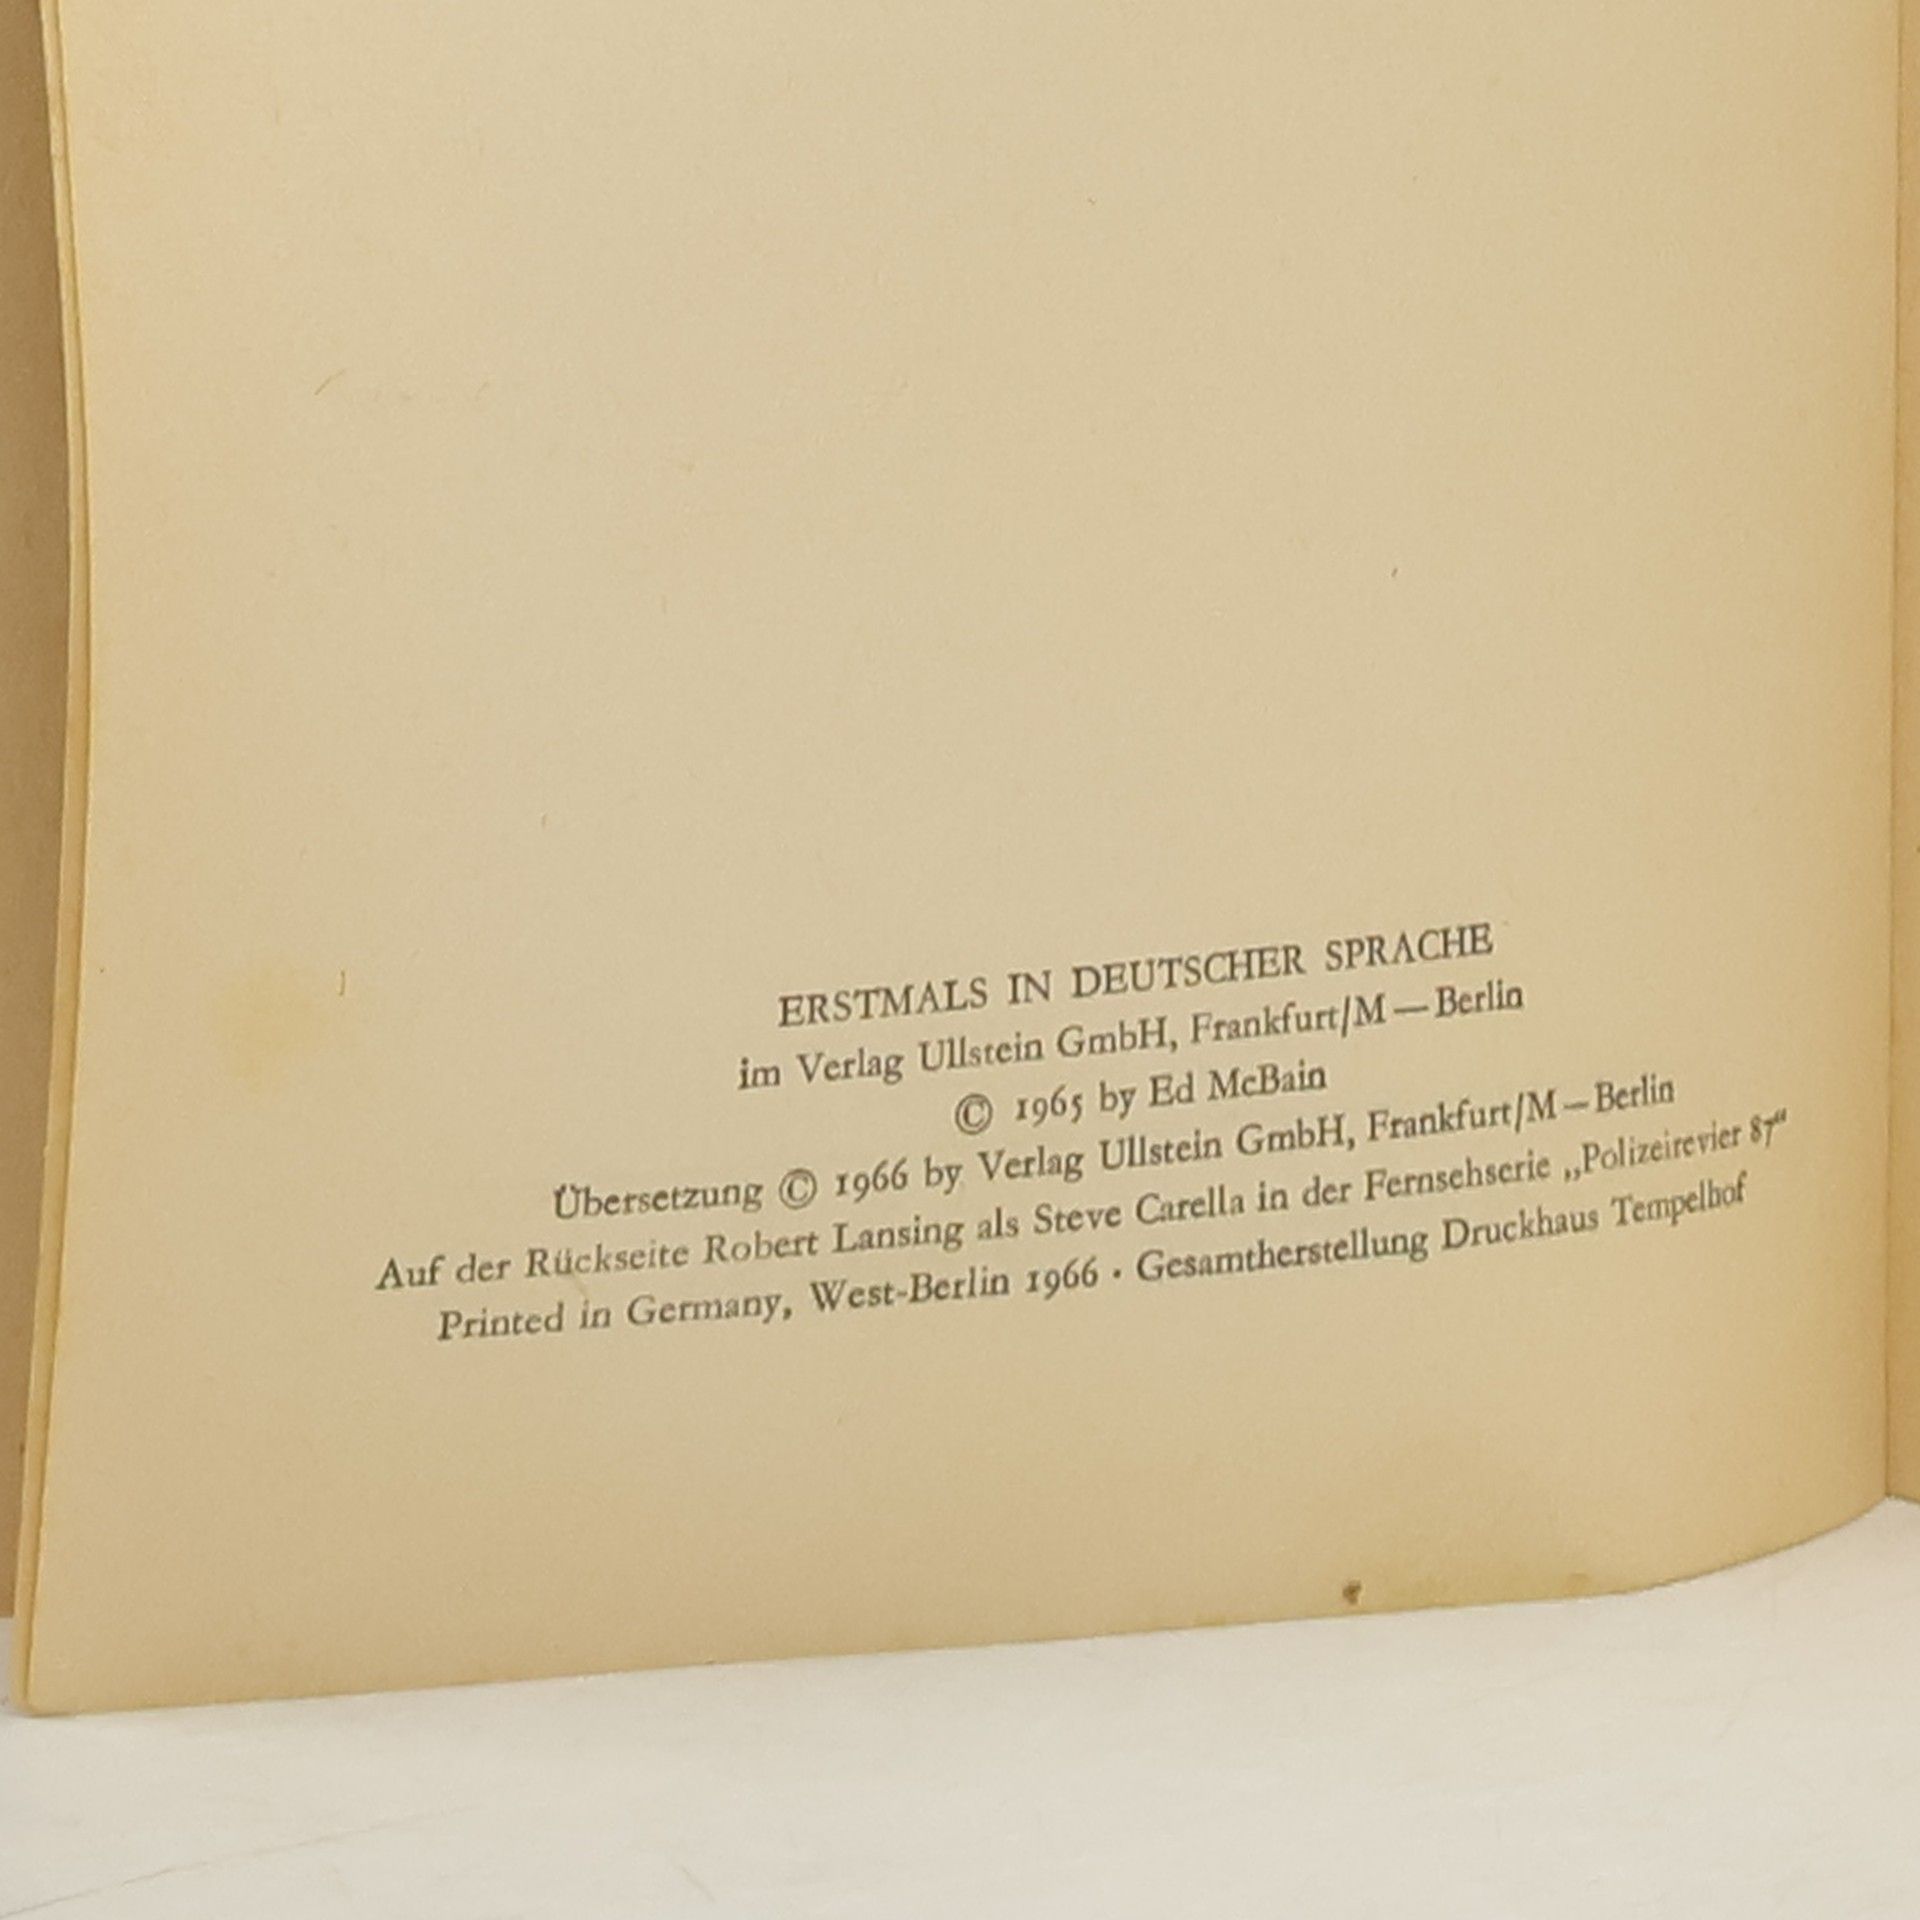 ERSTMALS IN DEUTSCHER SPRACHE
im Verlag Ullstein GmbH, Frankfurt/M — Berlin
© 1965 by Ed McBain
Übersetzung © 1966 by Verlag Ullstein GmbH, Frankfurt/M — Berlin
Auf der Rückseite Robert Lansing als Steve Carella in der Fernsehserie „Polizeirevier 87“
Printed in Germany, West-Berlin 1966 · Gesamtherstellung Druckhaus Tempelhof